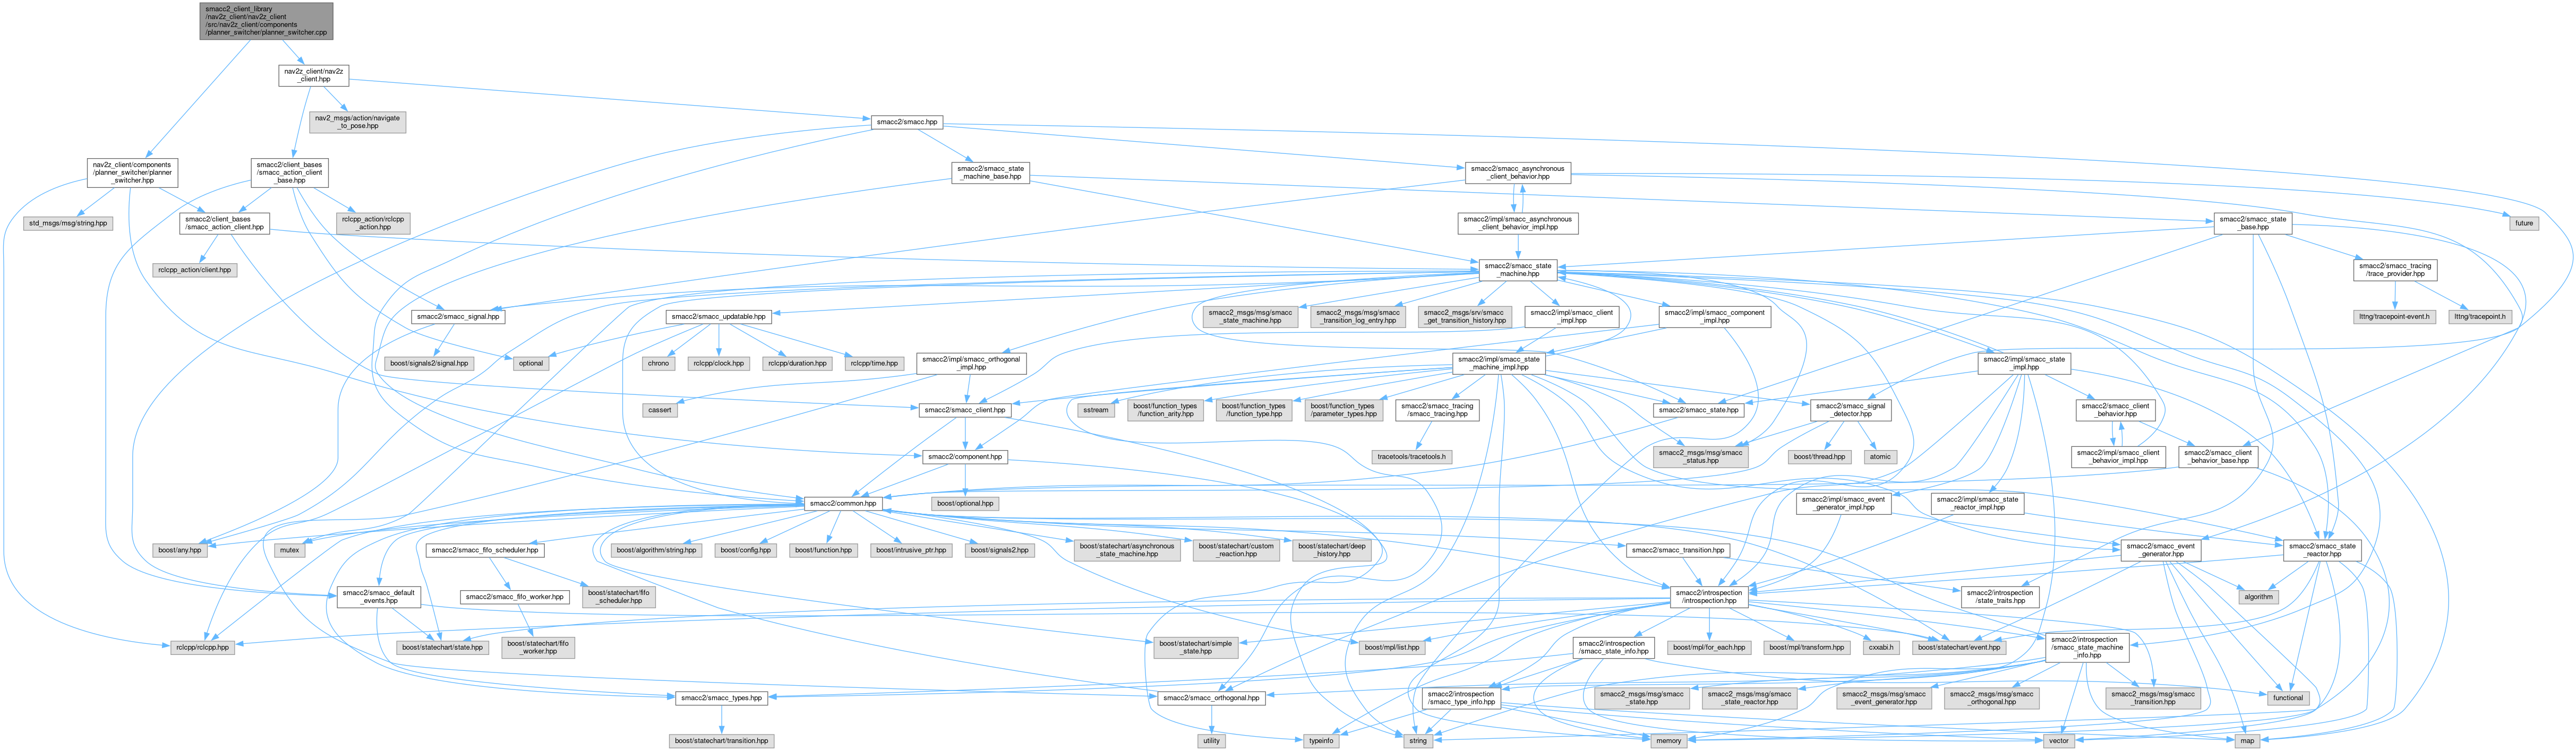 smacc2_client_library
/nav2z_client/nav2z_client
/src/nav2z_client/components
/planner_switcher/planner_switcher.cpp
nav2z_client/nav2z
_client.hpp
nav2_msgs/action/navigate
_to_pose.hpp
smacc2/smacc.hpp
nav2z_client/components
/planner_switcher/planner
_switcher.hpp
smacc2/client_bases
/smacc_action_client
_base.hpp
smacc2/smacc_state
_machine_base.hpp
smacc2/smacc_asynchronous
_client_behavior.hpp
std_msgs/msg/string.hpp
smacc2/client_bases
/smacc_action_client.hpp
rclcpp_action/rclcpp
_action.hpp
smacc2/impl/smacc_asynchronous
_client_behavior_impl.hpp
smacc2/smacc_state
_base.hpp
future
rclcpp_action/client.hpp
smacc2/smacc_state
_machine.hpp
smacc2/smacc_tracing
/trace_provider.hpp
smacc2/smacc_signal.hpp
smacc2/smacc_updatable.hpp
smacc2_msgs/msg/smacc
_state_machine.hpp
smacc2_msgs/msg/smacc
_transition_log_entry.hpp
smacc2_msgs/srv/smacc
_get_transition_history.hpp
smacc2/impl/smacc_client
_impl.hpp
smacc2/impl/smacc_component
_impl.hpp
lttng/tracepoint-event.h
lttng/tracepoint.h
boost/signals2/signal.hpp
optional
chrono
rclcpp/clock.hpp
rclcpp/duration.hpp
rclcpp/time.hpp
smacc2/impl/smacc_orthogonal
_impl.hpp
smacc2/impl/smacc_state
_machine_impl.hpp
smacc2/impl/smacc_state
_impl.hpp
cassert
smacc2/smacc_client.hpp
sstream
boost/function_types
/function_arity.hpp
boost/function_types
/function_type.hpp
boost/function_types
/parameter_types.hpp
smacc2/smacc_tracing
/smacc_tracing.hpp
smacc2/smacc_state.hpp
smacc2/smacc_signal
_detector.hpp
smacc2/smacc_client
_behavior.hpp
smacc2/component.hpp
tracetools/tracetools.h
smacc2_msgs/msg/smacc
_status.hpp
boost/thread.hpp
atomic
smacc2/impl/smacc_client
_behavior_impl.hpp
smacc2/smacc_client
_behavior_base.hpp
smacc2/common.hpp
boost/optional.hpp
smacc2/impl/smacc_event
_generator_impl.hpp
smacc2/impl/smacc_state
_reactor_impl.hpp
boost/any.hpp
mutex
smacc2/smacc_fifo_scheduler.hpp
boost/algorithm/string.hpp
boost/config.hpp
boost/function.hpp
boost/intrusive_ptr.hpp
boost/signals2.hpp
boost/statechart/asynchronous
_state_machine.hpp
boost/statechart/custom
_reaction.hpp
boost/statechart/deep
_history.hpp
smacc2/smacc_transition.hpp
smacc2/smacc_event
_generator.hpp
smacc2/smacc_state
_reactor.hpp
smacc2/smacc_default
_events.hpp
smacc2/smacc_fifo_worker.hpp
boost/statechart/fifo
_scheduler.hpp
smacc2/introspection
/introspection.hpp
smacc2/introspection
/state_traits.hpp
algorithm
rclcpp/rclcpp.hpp
boost/statechart/state.hpp
boost/statechart/fifo
_worker.hpp
boost/statechart/simple
_state.hpp
boost/mpl/list.hpp
smacc2/introspection
/smacc_state_info.hpp
boost/mpl/for_each.hpp
boost/mpl/transform.hpp
cxxabi.h
boost/statechart/event.hpp
smacc2/introspection
/smacc_state_machine
_info.hpp
smacc2/smacc_types.hpp
smacc2/smacc_orthogonal.hpp
smacc2/introspection
/smacc_type_info.hpp
smacc2_msgs/msg/smacc
_state.hpp
smacc2_msgs/msg/smacc
_state_reactor.hpp
smacc2_msgs/msg/smacc
_event_generator.hpp
smacc2_msgs/msg/smacc
_orthogonal.hpp
smacc2_msgs/msg/smacc
_transition.hpp
functional
boost/statechart/transition.hpp
utility
typeinfo
string
memory
vector
map